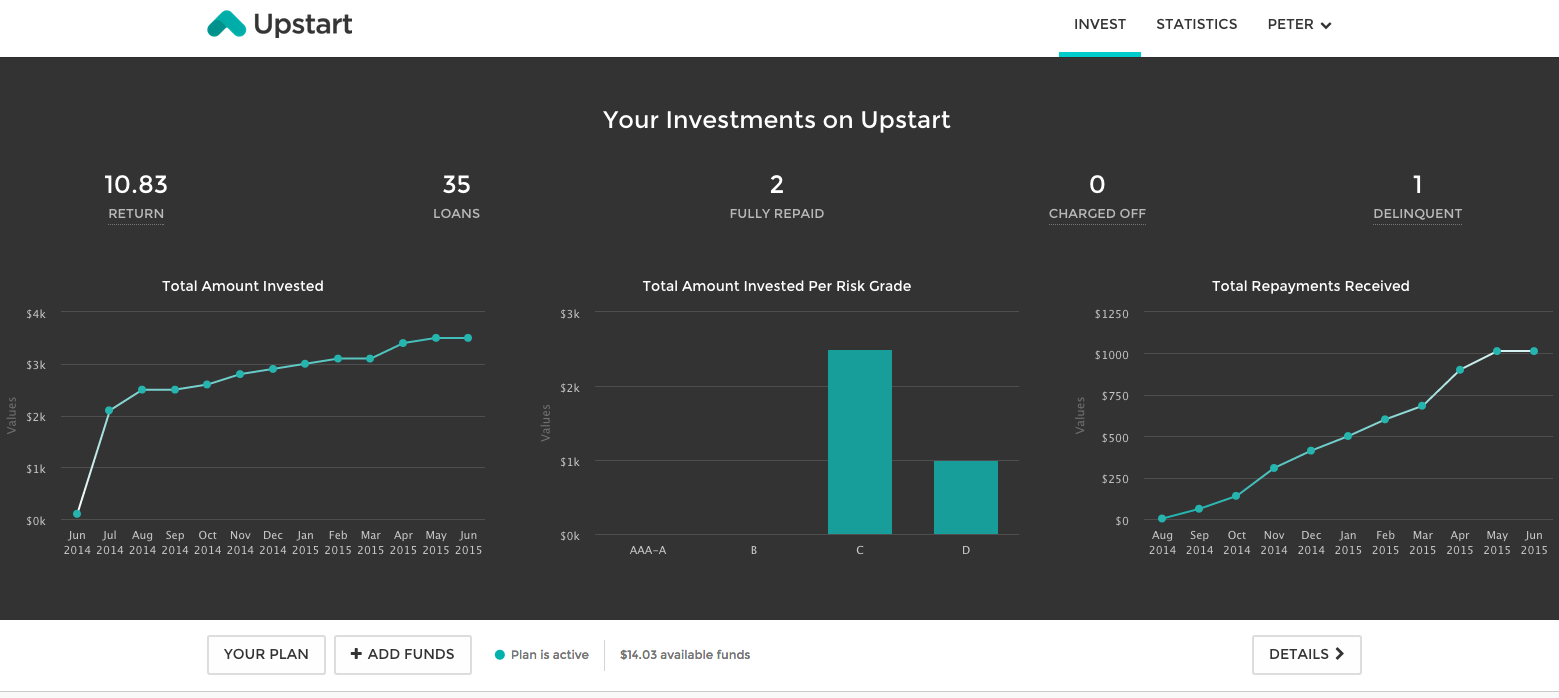 Upstart
INVEST STATISTICS PETER
Your Investments on Upstart
10.83 35 2 0 1
RETURN LOANS FULLY REPAID CHARGED OFF DELINQUENT
Total Amount Invested
$4k
$3k
$2k
$1k
$0k
Values
Jun Jul Aug Sep Oct Nov Dec Jan Feb Mar Apr May Jun
2014 2014 2014 2014 2014 2014 2014 2015 2015 2015 2015 2015 2015
Total Amount Invested Per Risk Grade
$3k
$2k
$1k
$0k
Values
AAA-A B C D
Total Repayments Received
$1250
$1000
$750
$500
$250
$0
Values
Aug Sep Oct Nov Dec Jan Feb Mar Apr May Jun
2014 2014 2014 2014 2014 2015 2015 2015 2015 2015 2015
YOUR PLAN + ADD FUNDS Plan is active $14.03 available funds DETAILS